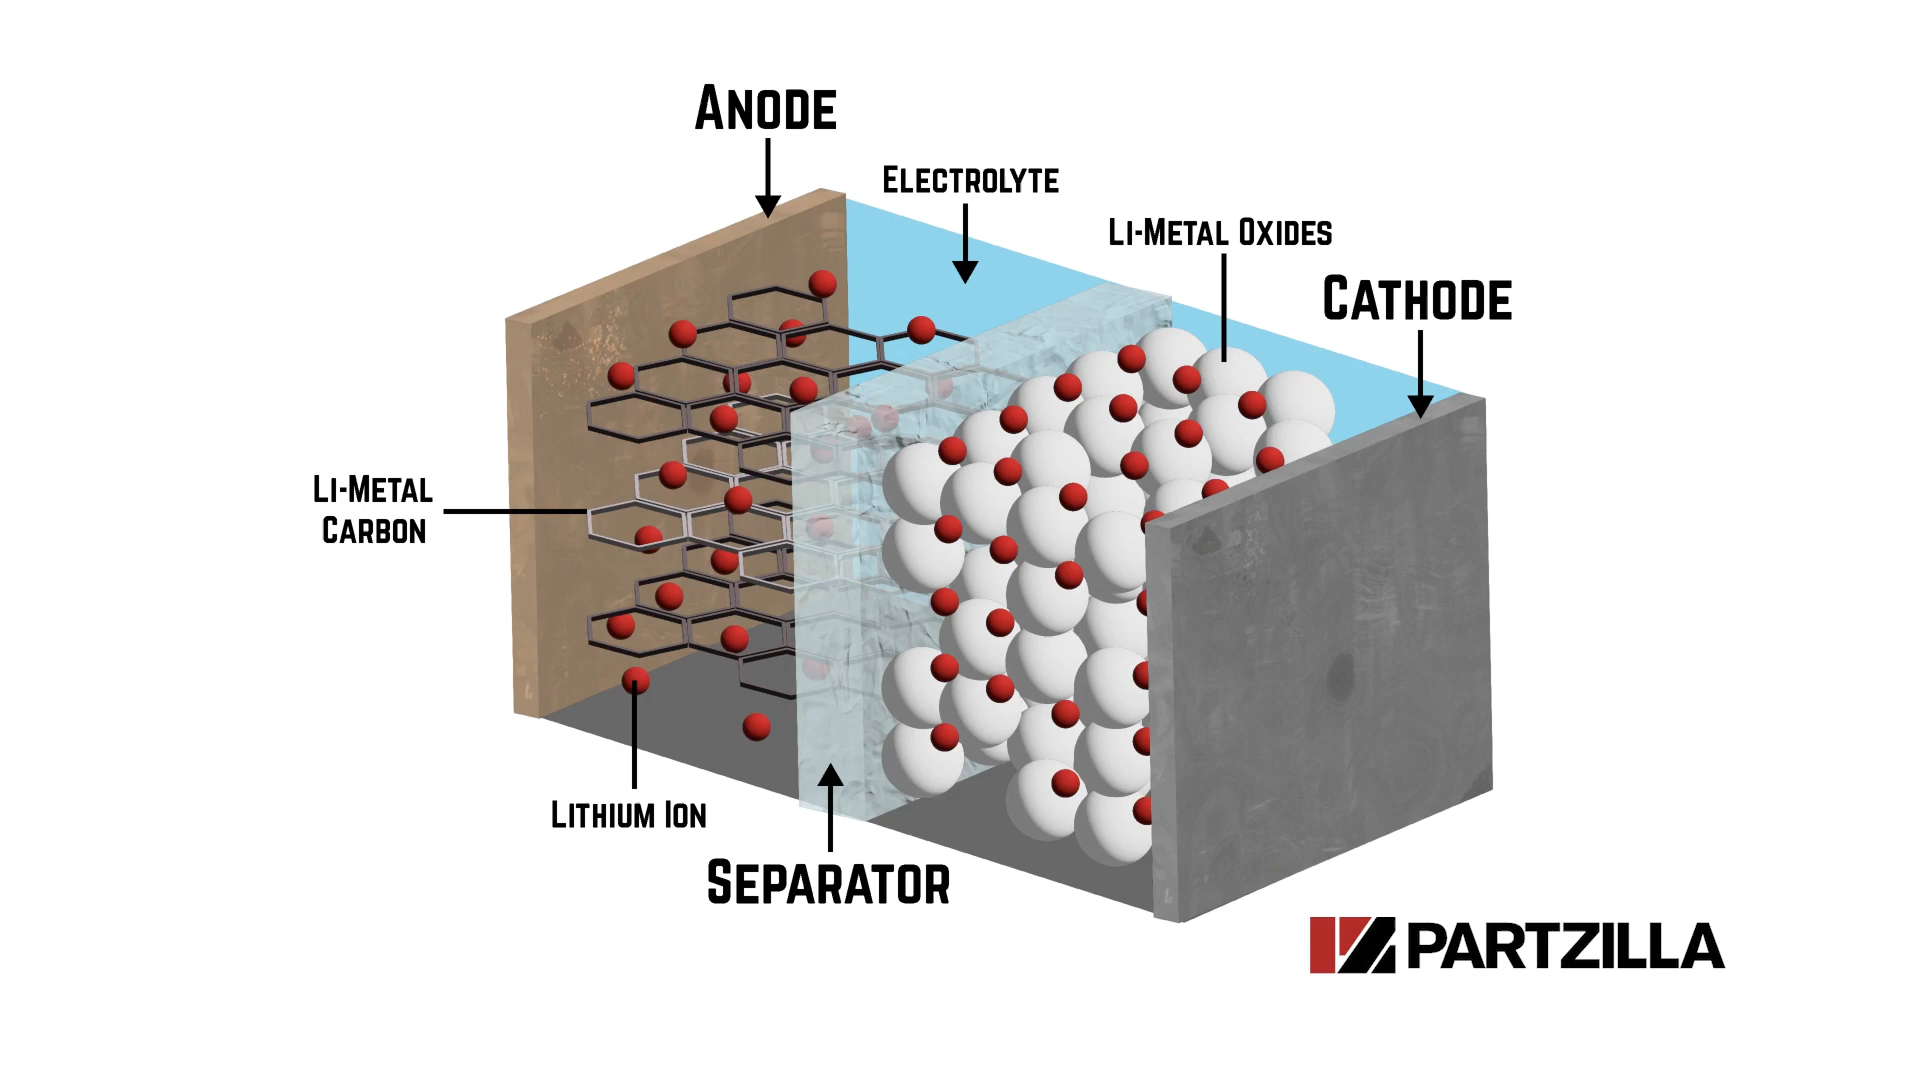 ANODE
ELECTROLYTE
LI-METAL OXIDES
CATHODE
LI-METAL
CARBON
LITHIUM ION
SEPARATOR
PARTZILLA